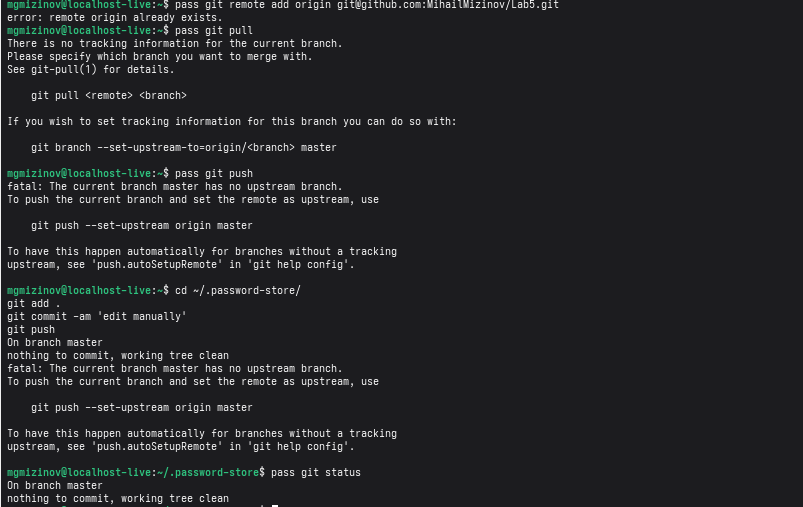 mgmizinov@localhost-live:~$ pass git remote add origin git@github.com:MihailMizinov/Lab5.git
error: remote origin already exists.
mgmizinov@localhost-live:~$ pass git pull
There is no tracking information for the current branch.
Please specify which branch you want to merge with.
See git-pull(1) for details.
git pull <remote> <branch>
If you wish to set tracking information for this branch you can do so with:
git branch --set-upstream-to=origin/<branch> master
mgmizinov@localhost-live:~$ pass git push
fatal: The current branch master has no upstream branch.
To push the current branch and set the remote as upstream, use
git push --set-upstream origin master
To have this happen automatically for branches without a tracking
upstream, see 'push.autoSetupRemote' in 'git help config'.
mgmizinov@localhost-live:~$ cd ~/.password-store/
git add .
git commit -am 'edit manually'
git push
On branch master
nothing to commit, working tree clean
fatal: The current branch master has no upstream branch.
To push the current branch and set the remote as upstream, use
git push --set-upstream origin master
To have this happen automatically for branches without a tracking
upstream, see 'push.autoSetupRemote' in 'git help config'.
mgmizinov@localhost-live:~/.password-store$ pass git status
On branch master
nothing to commit, working tree clean